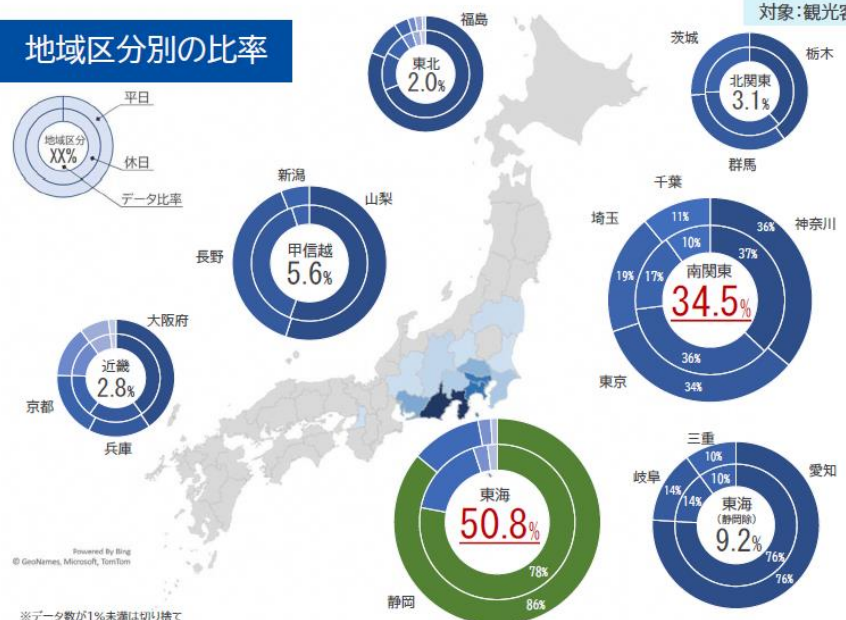 地域区分別の比率
対象:観光客
平日
地域区分
XX%
休日
データ比率
福島
東北
2.0%
茨城
栃木
北関東
3.1%
群馬
新潟
山梨
長野
甲信越
5.6%
千葉
埼玉
神奈川
11%
36%
10%
37%
19%
17%
南関東
34.5%
36%
34%
東京
大阪府
近畿
2.8%
京都
兵庫
東海
50.8%
78%
86%
静岡
三重
愛知
岐阜
10%
10%
14%
14%
東海
(静岡除)
9.2%
76%
76%
Powered By Bing
© GeoNames, Microsoft, TomTom
※データ数が1%未満は切り捨て